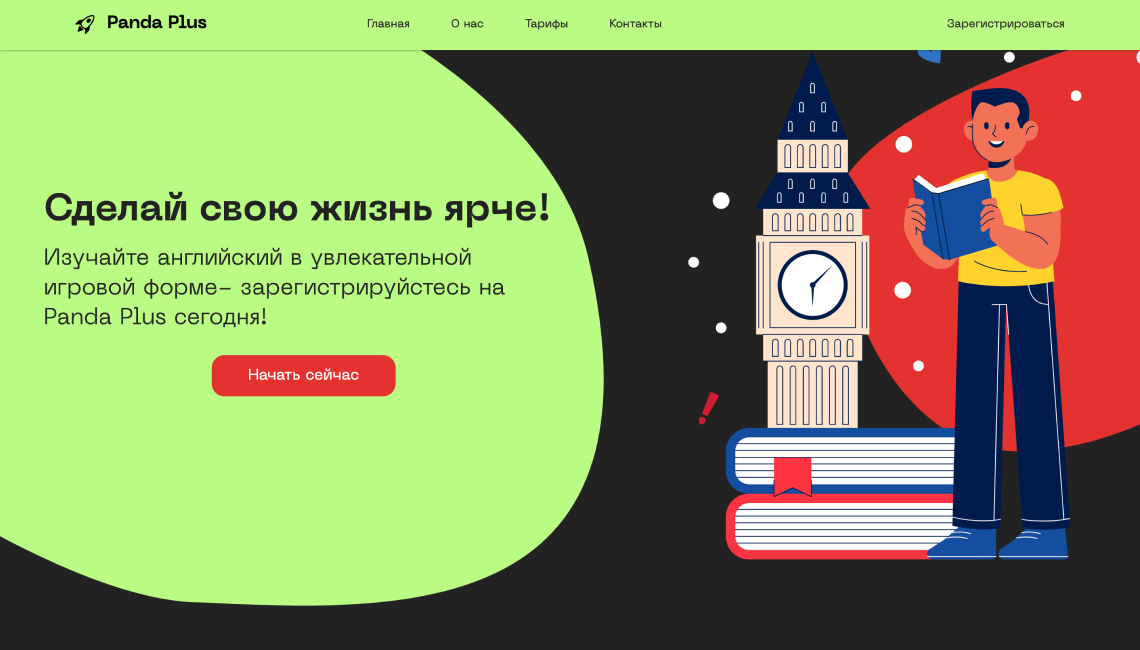 Panda Plus
Главная
О нас
Тарифы
Контакты
Зарегистрироваться
Сделай свою жизнь ярче!
Изучайте английский в увлекательной
игровой форме– зарегистрируйстесь на
Panda Plus сегодня!
Начать сейчас